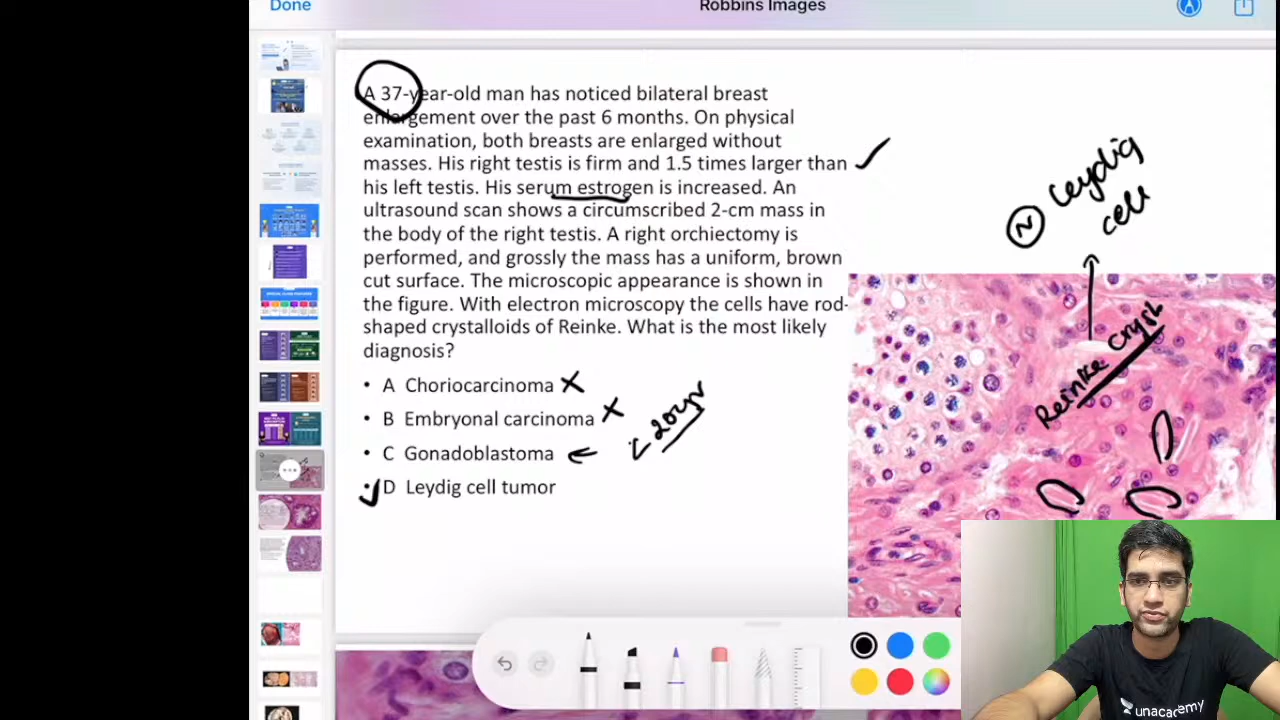 Done
Robbins Images
A 37-year-old man has noticed bilateral breast
enlargement over the past 6 months. On physical
examination, both breasts are enlarged without
masses. His right testis is firm and 1.5 times larger than
his left testis. His serum estrogen is increased. An
ultrasound scan shows a circumscribed 2-cm mass in
the body of the right testis. A right orchiectomy is
performed, and grossly the mass has a uniform, brown
cut surface. The microscopic appearance is shown in
the figure. With electron microscopy the cells have rod-
shaped crystalloids of Reinke. What is the most likely
diagnosis?
• A Choriocarcinoma
• B Embryonal carcinoma
• C Gonadoblastoma
• D Leydig cell tumor
< 20yr
N Leydig
cell
Reinke Cryst
unacademy